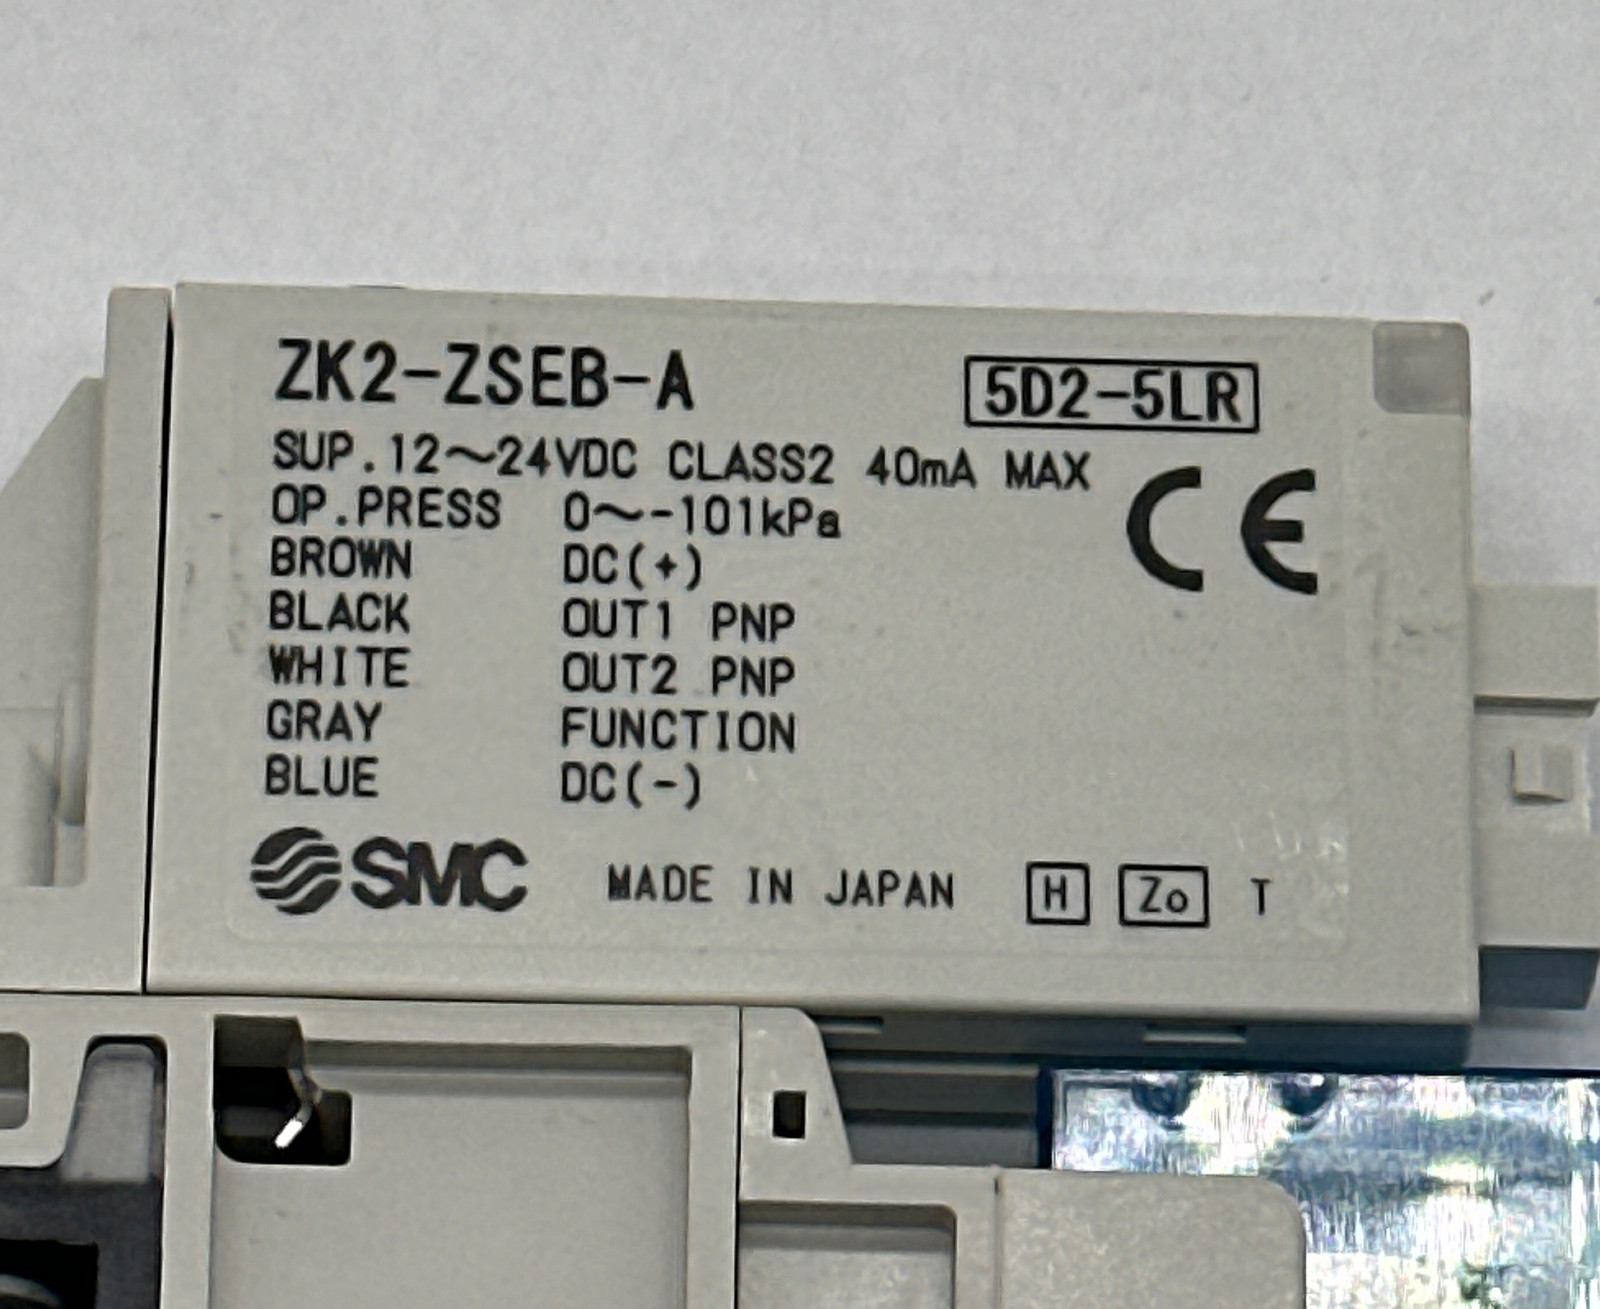 ZK2-ZSEB-A 5D2-5LR
SUP.12～24VDC CLASS2 40mA MAX
OP.PRESS 0～-101kPa
CE
BROWN DC(+)
BLACK OUT1 PNP
WHITE OUT2 PNP
GRAY FUNCTION
BLUE DC(-)
SMC MADE IN JAPAN H Zo T